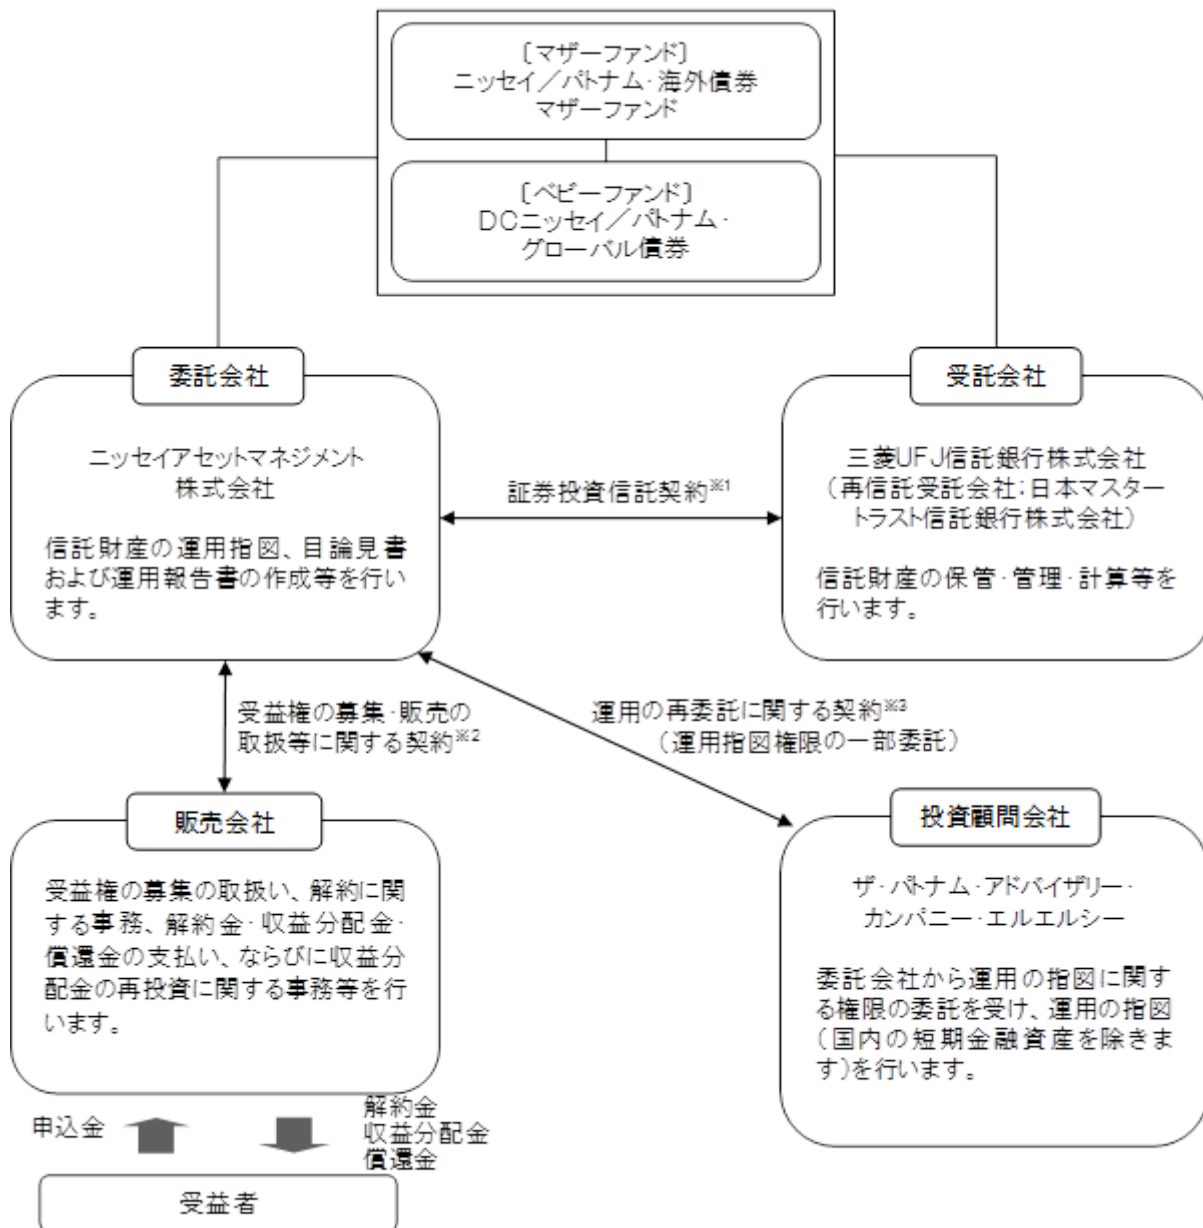 〔マザーファンド〕
ニッセイ／パトナム・海外債券
マザーファンド
〔ベビーファンド〕
DCニッセイ／パトナム・
グローバル債券
委託会社
ニッセイアセットマネジメント
株式会社
信託財産の運用指図、目論見書
および運用報告書の作成等を行い
ます。
証券投資信託契約※1
受託会社
三菱UFJ信託銀行株式会社
（再信託受託会社：日本マスター
トラスト信託銀行株式会社）
信託財産の保管・管理・計算等を
行います。
受益権の募集・販売の
取扱等に関する契約※2
運用の再委託に関する契約※3
（運用指図権限の一部委託）
販売会社
受益権の募集の取扱い、解約に関
する事務、解約金・収益分配金・
償還金の支払い、ならびに収益分
配金の再投資に関する事務等を行
います。
投資顧問会社
ザ・パトナム・アドバイザリー・
カンパニー・エルエルシー
委託会社から運用の指図に関す
る権限の委託を受け、運用の指図
（国内の短期金融資産を除きま
す）を行います。
申込金
解約金
収益分配金
償還金
受益者